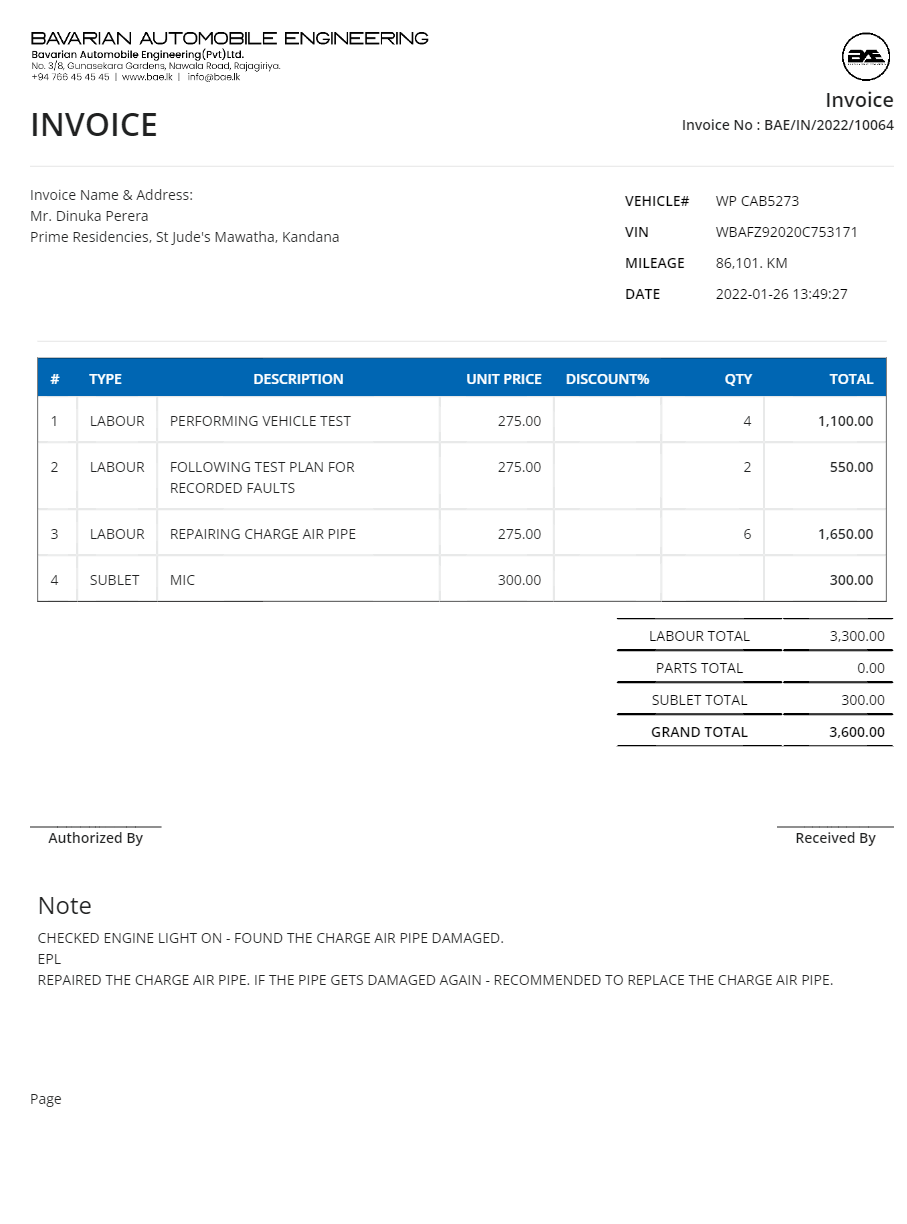 BAVARIAN AUTOMOBILE ENGINEERING
Bavarian Automobile Engineering(Pvt)Ltd.
No. 3/8, Gunasekara Gardens, Nawala Road, Rajagiriya.
+94 766 45 45 45 | www.bae.lk | info@bae.lk
BAE
Invoice
INVOICE
Invoice No : BAE/IN/2022/10064
Invoice Name & Address:
Mr. Dinuka Perera
Prime Residencies, St Jude's Mawatha, Kandana
VEHICLE# WP CAB5273
VIN WBAFZ92020C753171
MILEAGE 86,101. KM
DATE 2022-01-26 13:49:27
# TYPE DESCRIPTION UNIT PRICE DISCOUNT% QTY TOTAL
1 LABOUR PERFORMING VEHICLE TEST 275.00 4 1,100.00
2 LABOUR FOLLOWING TEST PLAN FOR 275.00 2 550.00
RECORDED FAULTS
3 LABOUR REPAIRING CHARGE AIR PIPE 275.00 6 1,650.00
4 SUBLET MIC 300.00 300.00
LABOUR TOTAL 3,300.00
PARTS TOTAL 0.00
SUBLET TOTAL 300.00
GRAND TOTAL 3,600.00
Authorized By Received By
Note
CHECKED ENGINE LIGHT ON - FOUND THE CHARGE AIR PIPE DAMAGED.
EPL
REPAIRED THE CHARGE AIR PIPE. IF THE PIPE GETS DAMAGED AGAIN - RECOMMENDED TO REPLACE THE CHARGE AIR PIPE.
Page